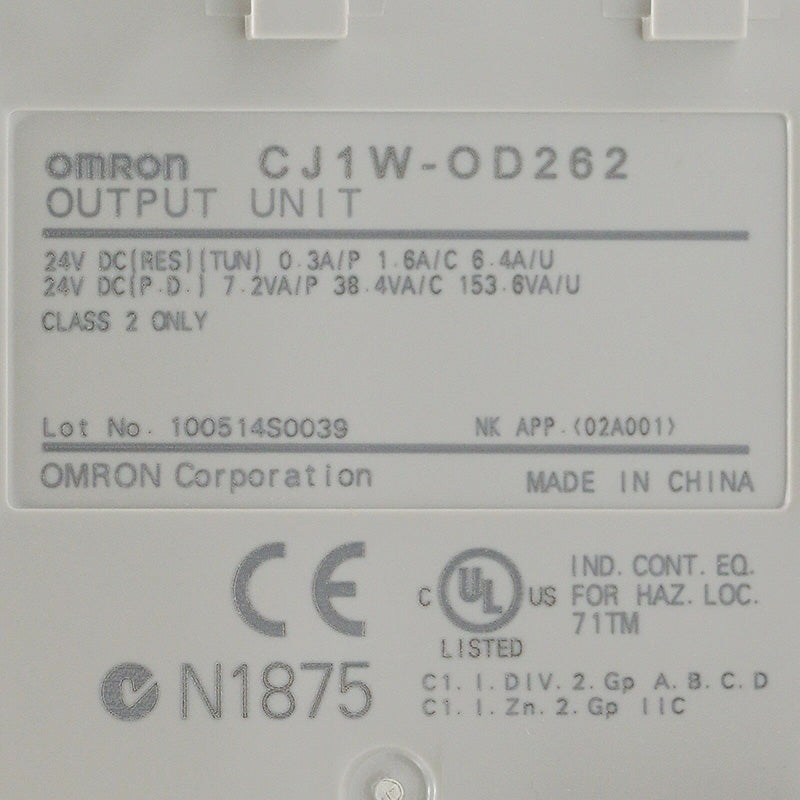 omron CJ1W-OD262
OUTPUT UNIT
24V DC(RES)(TUN) 0.3A/P 1.6A/C 6.4A/U
24V DC(P.D.) 7.2VA/P 38.4VA/C 153.6VA/U
CLASS 2 ONLY
Lot No. 100514S0039 NK APP.(02A001)
OMRON Corporation MADE IN CHINA
CE
C UL US
LISTED
IND. CONT. EQ.
FOR HAZ. LOC.
71TM
N1875
C1. I. DIV. 2. Gp A. B. C. D
C1. I. Zn. 2. Gp IIC